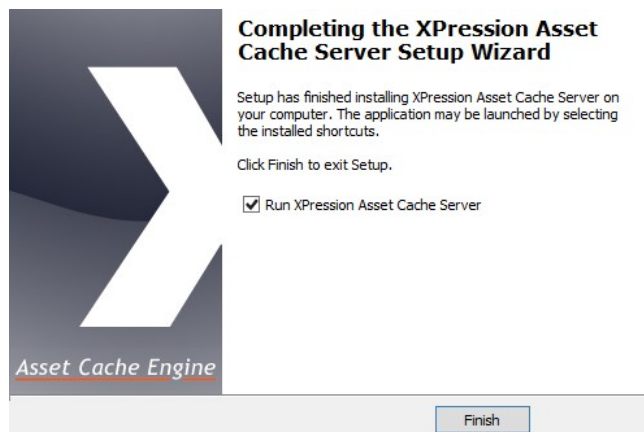 Completing the XPression Asset
Cache Server Setup Wizard
Setup has finished installing XPression Asset Cache Server on
your computer. The application may be launched by selecting
the installed shortcuts.
Click Finish to exit Setup.
Run XPression Asset Cache Server
Asset Cache Engine
Finish